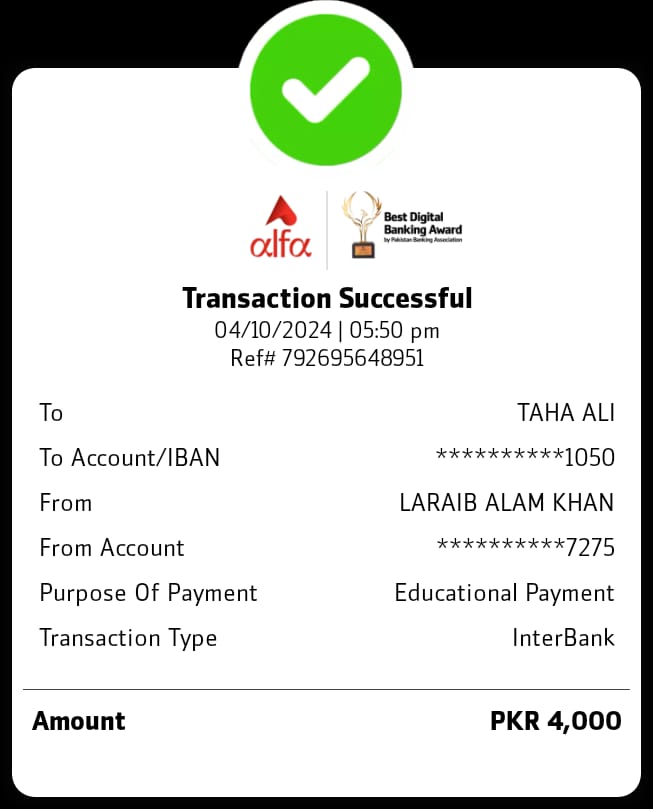 alfa
Best Digital
Banking Award
by Pakistan Banking Association
Transaction Successful
04/10/2024 | 05:50 pm
Ref# 792695648951
To TAHA ALI
To Account/IBAN **********1050
From LARAIB ALAM KHAN
From Account **********7275
Purpose Of Payment Educational Payment
Transaction Type InterBank
Amount PKR 4,000